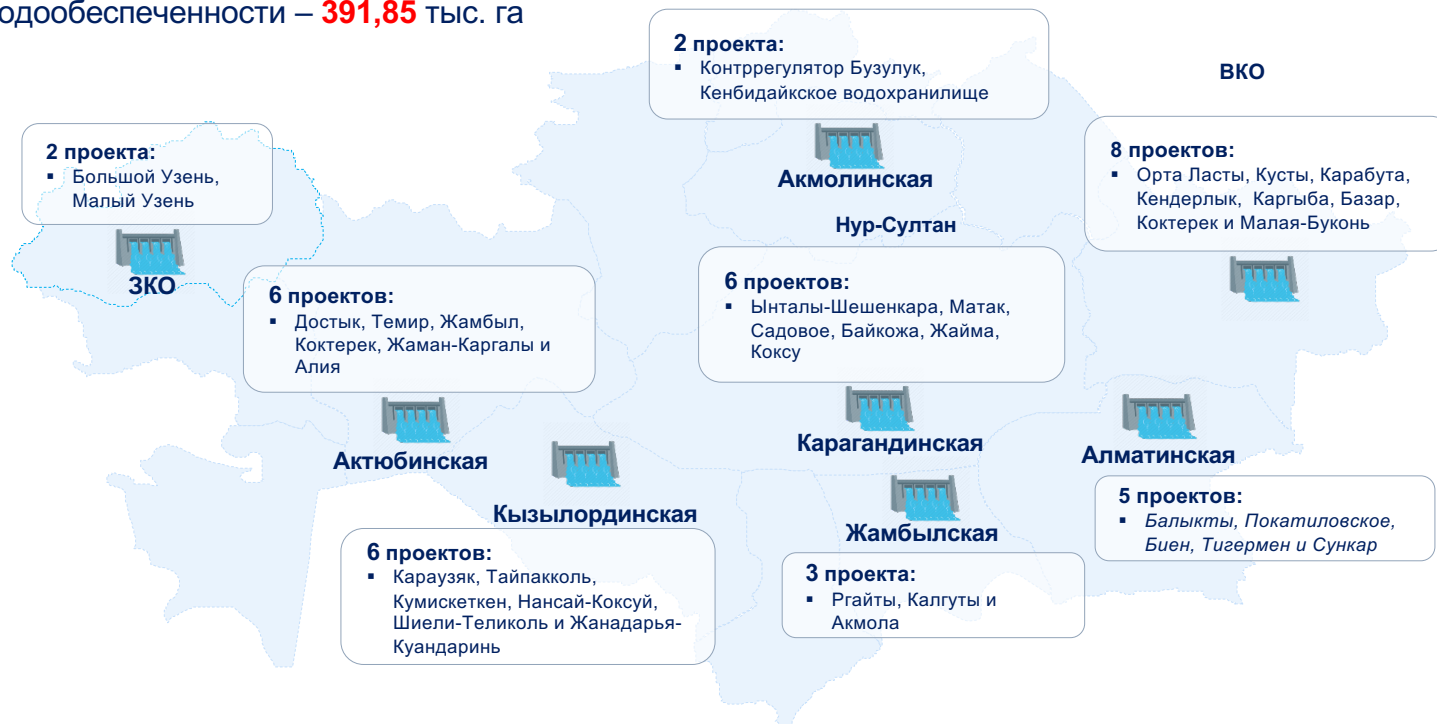 одообеспеченности – 391,85 тыс. га
2 проекта:
▪ Контррегулятор Бузулук,
Кенбидайкское водохранилище
ВКО
2 проекта:
▪ Большой Узень,
Малый Узень
8 проектов:
▪ Орта Ласты, Кусты, Карабута,
Кендерлык, Каргыба, Базар,
Коктерек и Малая-Буконь
Акмолинская
Нур-Султан
ЗКО
6 проектов:
▪ Достык, Темир, Жамбыл,
Коктерек, Жаман-Каргалы и
Алия
6 проектов:
▪ Ынталы-Шешенкара, Матак,
Садовое, Байкожа, Жайма,
Коксу
Актюбинская
Карагандинская
Алматинская
Кызылординская
Жамбылская
5 проектов:
▪ Балыкты, Покатиловское,
Биен, Тигермен и Сункар
6 проектов:
▪ Караузяк, Тайпакколь,
Кумискеткен, Нансай-Коксуй,
Шиели-Теликоль и Жанадарья-
Куандаринь
3 проекта:
▪ Ргайты, Калгуты и
Акмола